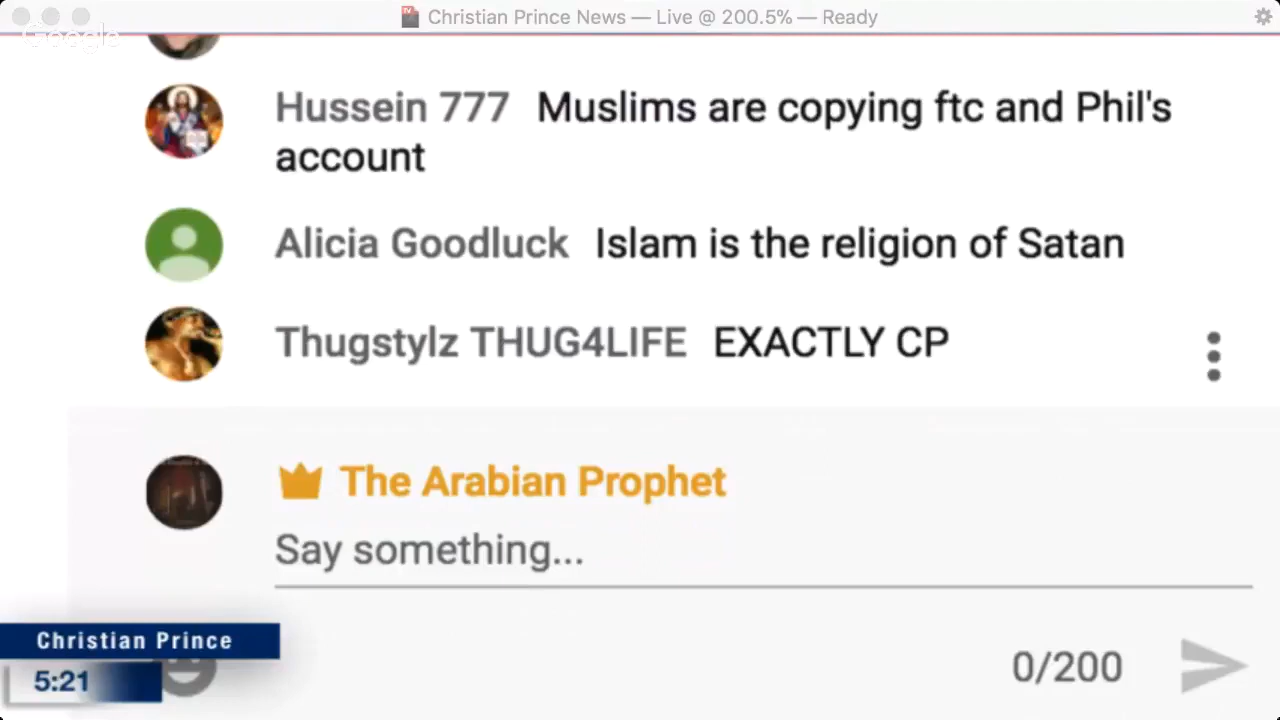 Christian Prince News — Live @ 200.5% — Ready
Google
Hussein 777 Muslims are copying ftc and Phil's
account
Alicia Goodluck Islam is the religion of Satan
Thugstylz THUG4LIFE EXACTLY CP
The Arabian Prophet
Say something...
Christian Prince
5:21
0/200